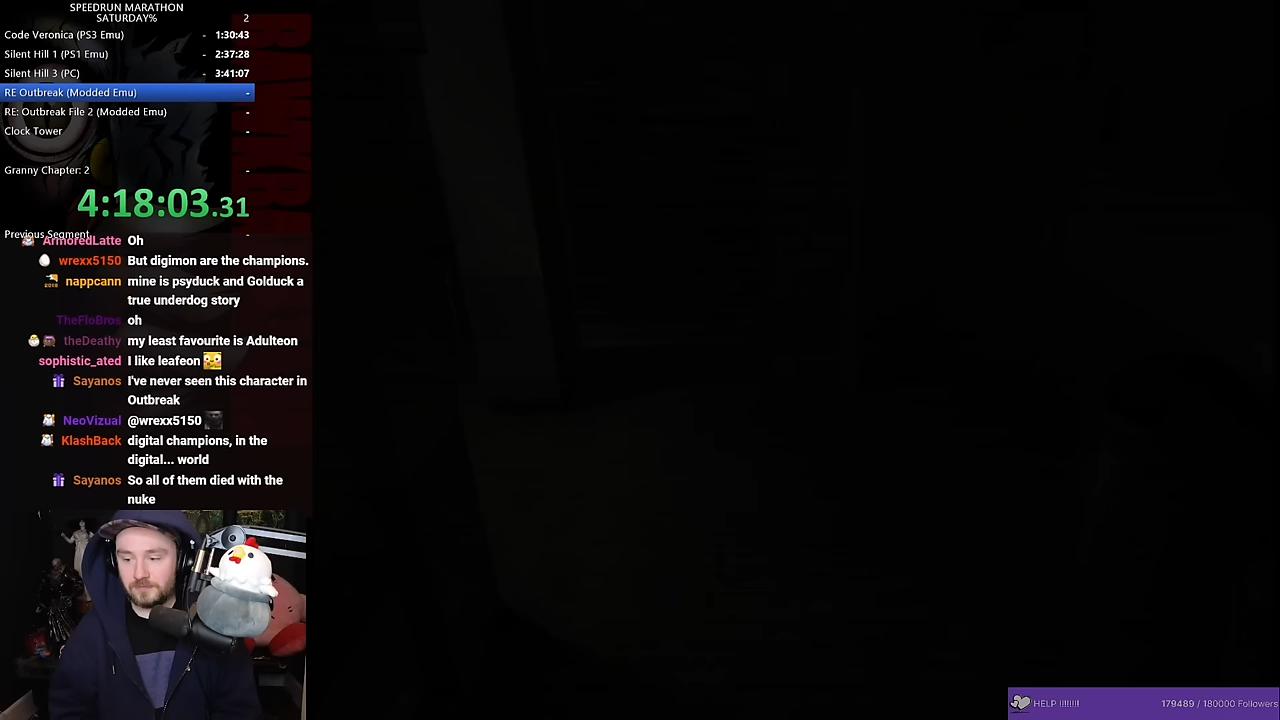 SPEEDRUN MARATHON
SATURDAY%
2
Code Veronica (PS3 Emu) - 1:30:43
Silent Hill 1 (PS1 Emu) - 2:37:28
Silent Hill 3 (PC) - 3:41:07
RE Outbreak (Modded Emu) -
RE: Outbreak File 2 (Modded Emu) -
Clock Tower -
Granny Chapter: 2 -
4:18:03.31
Previous Segment -
ArmoredLatte Oh
wrexx5150 But digimon are the champions.
nappcann mine is psyduck and Golduck a
true underdog story
TheFloBros oh
theDeathy my least favourite is Adulteon
sophistic_ated I like leafeon
Sayanos I've never seen this character in
Outbreak
NeoVizual @wrexx5150
KlashBack digital champions, in the
digital... world
Sayanos So all of them died with the
nuke
HELP !!!!!!! 179489 / 180000 Followers